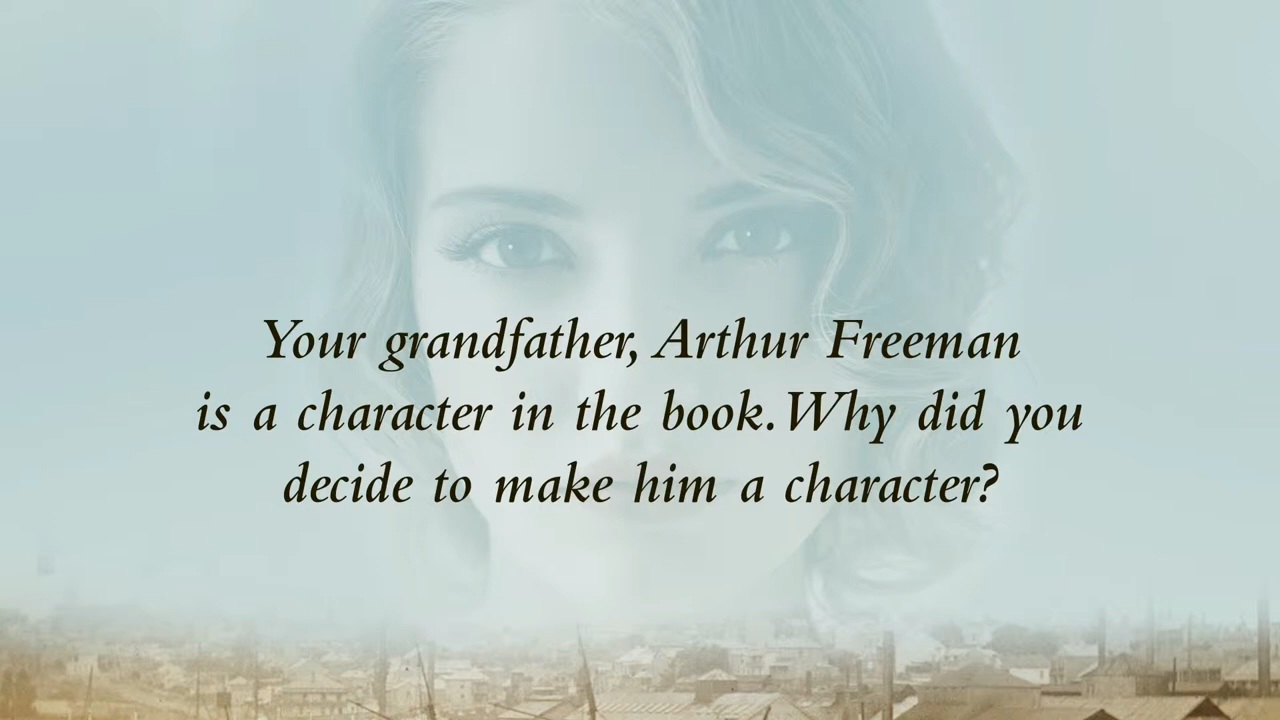 Your grandfather, Arthur Freeman
is a character in the book. Why did you
decide to make him a character?